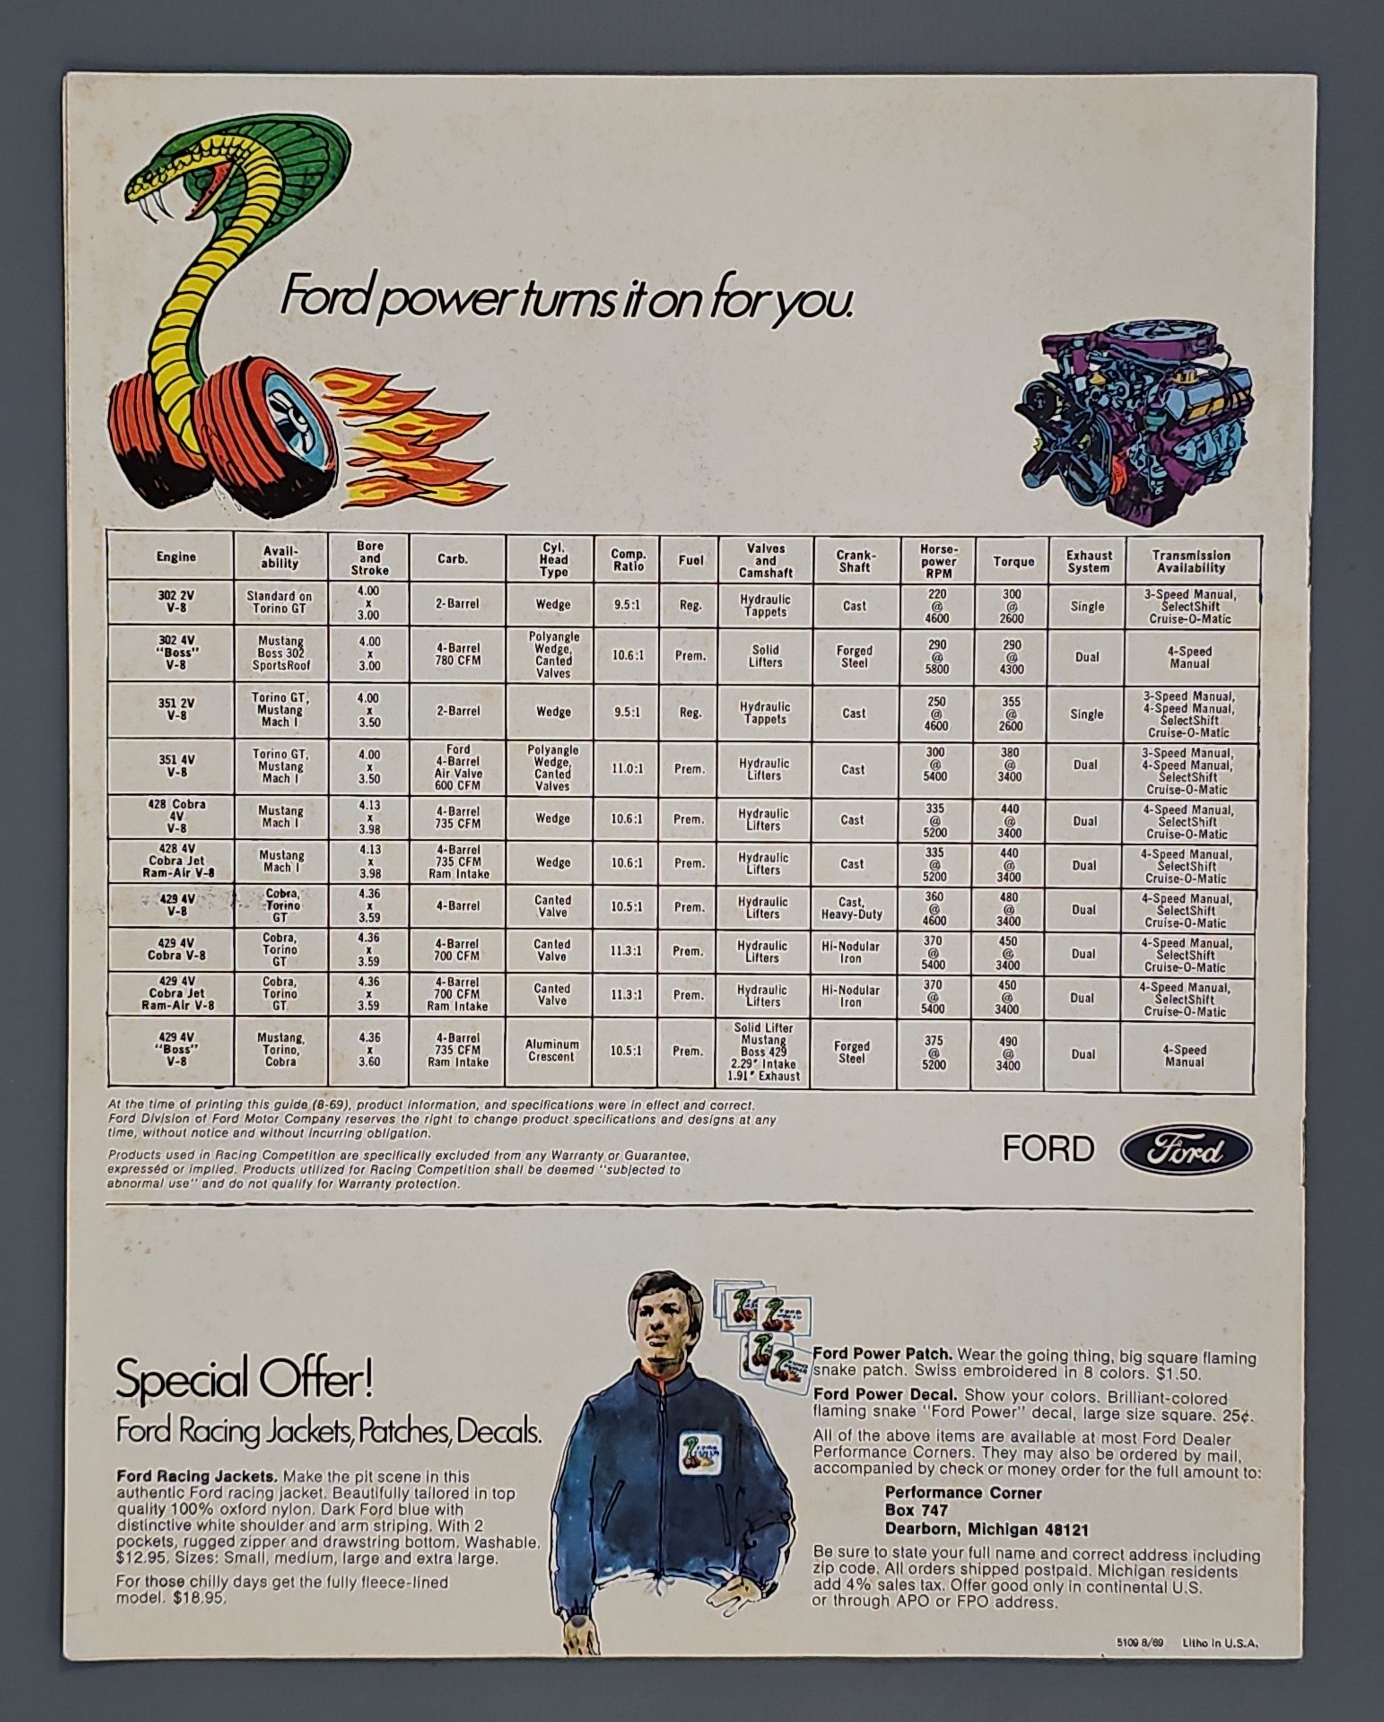 Ford power turns it on for you.
Engine
Avail-
ability
Bore
and
Stroke
Carb.
Cyl.
Head
Type
Comp.
Ratio
Fuel
Valves
and
Camshaft
Crank-
Shaft
Horse-
power
RPM
Torque
Exhaust
System
Transmission
Availability
302 2V
V-8
Standard on
Torino GT
4.00
x
3.00
2-Barrel
Wedge
9.5:1
Reg.
Hydraulic
Tappets
Cast
220
@
4600
300
@
2600
Single
3-Speed Manual,
SelectShift
Cruise-O-Matic
302 4V
"Boss"
V-8
Mustang
Boss 302
SportsRoof
4.00
x
3.00
4-Barrel
780 CFM
Polyangle
Wedge,
Canted
Valves
10.6:1
Prem.
Solid
Lifters
Forged
Steel
290
@
5800
290
@
4300
Dual
4-Speed
Manual
351 2V
V-8
Torino GT,
Mustang
Mach I
4.00
x
3.50
2-Barrel
Wedge
9.5:1
Reg.
Hydraulic
Tappets
Cast
250
@
4600
355
@
2600
Single
3-Speed Manual,
4-Speed Manual,
SelectShift
Cruise-O-Matic
351 4V
V-8
Torino GT,
Mustang
Mach I
4.00
x
3.50
Ford
4-Barrel
Air Valve
600 CFM
Polyangle
Wedge,
Canted
Valves
11.0:1
Prem.
Hydraulic
Lifters
Cast
300
@
5400
380
@
3400
Dual
3-Speed Manual,
4-Speed Manual,
SelectShift
Cruise-O-Matic
428 Cobra
4V
V-8
Mustang
Mach I
4.13
x
3.98
4-Barrel
735 CFM
Wedge
10.6:1
Prem.
Hydraulic
Lifters
Cast
335
@
5200
440
@
3400
Dual
4-Speed Manual,
SelectShift
Cruise-O-Matic
428 4V
Cobra Jet
Ram-Air V-8
Mustang
Mach I
4.13
x
3.98
4-Barrel
735 CFM
Ram Intake
Wedge
10.6:1
Prem.
Hydraulic
Lifters
Cast
335
@
5200
440
@
3400
Dual
4-Speed Manual,
SelectShift
Cruise-O-Matic
429 4V
V-8
Cobra,
Torino
GT
4.36
x
3.59
4-Barrel
Canted
Valve
10.5:1
Prem.
Hydraulic
Lifters
Cast,
Heavy-Duty
360
@
4600
480
@
3400
Dual
4-Speed Manual,
SelectShift
Cruise-O-Matic
429 4V
Cobra V-8
Cobra,
Torino
GT
4.36
x
3.59
4-Barrel
700 CFM
Canted
Valve
11.3:1
Prem.
Hydraulic
Lifters
Hi-Nodular
Iron
370
@
5400
450
@
3400
Dual
4-Speed Manual,
SelectShift
Cruise-O-Matic
429 4V
Cobra Jet
Ram-Air V-8
Cobra,
Torino
GT
4.36
x
3.59
4-Barrel
700 CFM
Ram Intake
Canted
Valve
11.3:1
Prem.
Hydraulic
Lifters
Hi-Nodular
Iron
370
@
5400
450
@
3400
Dual
4-Speed Manual,
SelectShift
Cruise-O-Matic
429 4V
"Boss"
V-8
Mustang,
Torino,
Cobra
4.36
x
3.60
4-Barrel
735 CFM
Ram Intake
Aluminum
Crescent
10.5:1
Prem.
Solid Lifter
Mustang
Boss 429
2.29" Intake
1.91" Exhaust
Forged
Steel
375
@
5200
490
@
3400
Dual
4-Speed
Manual
At the time of printing this guide (8-69), product information, and specifications were in effect and correct.
Ford Division of Ford Motor Company reserves the right to change product specifications and designs at any
time, without notice and without incurring obligation.
Products used in Racing Competition are specifically excluded from any Warranty or Guarantee,
expressed or implied. Products utilized for Racing Competition shall be deemed "subjected to
abnormal use" and do not qualify for Warranty protection.
FORD
Ford
Special Offer!
Ford Racing Jackets, Patches, Decals.
Ford Racing Jackets. Make the pit scene in this
authentic Ford racing jacket. Beautifully tailored in top
quality 100% oxford nylon. Dark Ford blue with
distinctive white shoulder and arm striping. With 2
pockets, rugged zipper and drawstring bottom. Washable.
$12.95. Sizes: Small, medium, large and extra large.
For those chilly days get the fully fleece-lined
model. $18.95.
Ford Power Patch. Wear the going thing, big square flaming
snake patch. Swiss embroidered in 8 colors. $1.50.
Ford Power Decal. Show your colors. Brilliant-colored
flaming snake "Ford Power" decal, large size square. 25¢.
All of the above items are available at most Ford Dealer
Performance Corners. They may also be ordered by mail,
accompanied by check or money order for the full amount to:
Performance Corner
Box 747
Dearborn, Michigan 48121
Be sure to state your full name and correct address including
zip code. All orders shipped postpaid. Michigan residents
add 4% sales tax. Offer good only in continental U.S.
or through APO or FPO address.
5109 8/69 Litho in U.S.A.